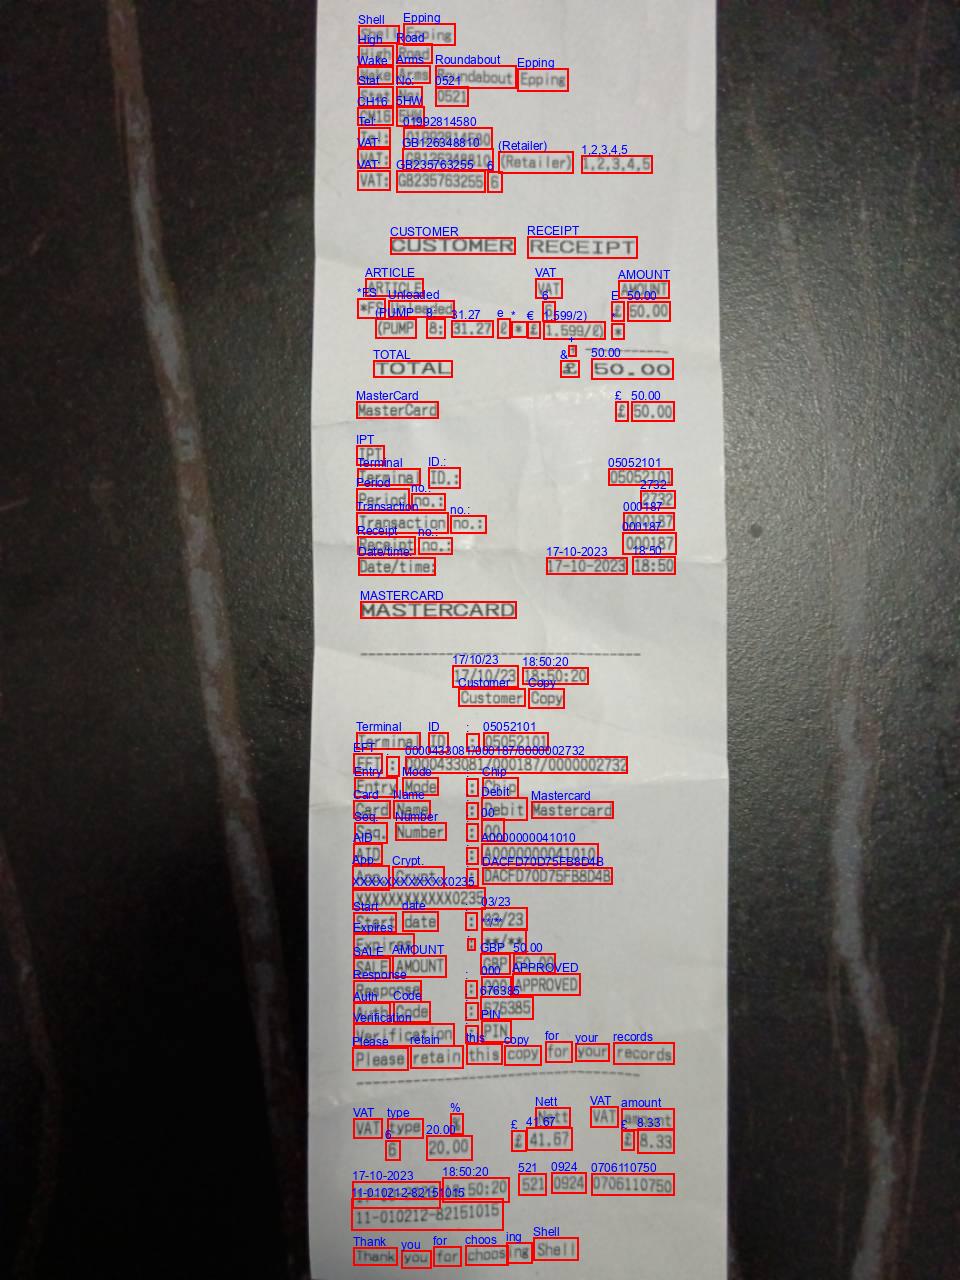 Shell Epping
High Road
Wake Arms Roundabout Epping
Stat No: 0521
CM16 5HW
Tel: 01992814580
VAT: GB126348810 (Retailer) 1,2,3,4,5
VAT: GB235763255 6
CUSTOMER RECEIPT
ARTICLE VAT AMOUNT
*FS Unleaded 6 £ 50.00
(PUMP 8: 31.27 ℓ * £ 1.599/ℓ) *
TOTAL £ 50.00
MasterCard £ 50.00
IPT
Terminal ID.: 05052101
Period no.: 2732
Transaction no.: 000187
Receipt no.: 000187
Date/time: 17-10-2023 18:50
MASTERCARD
17/10/23 18:50:20
Customer Copy
Terminal ID : 05052101
EFT : 0000433081/000187/0000002732
Entry Mode : Chip
Card Name : Debit Mastercard
Seq. Number : 00
AID : A0000000041010
App. Crypt. : DACFD70D75FB8D4B
XXXXXXXXXXXX0235
Start date : 03/23
Expires : **/**
SALE AMOUNT GBP 50.00
Response : 000 APPROVED
Auth Code : 676385
Verification : PIN
Please retain this copy for your records
VAT type % Nett VAT amount
6 20.00 £ 41.67 £ 8.33
17-10-2023 18:50:20 521 0924 0706110750
11-010212-82151015
Thank you for choosing Shell